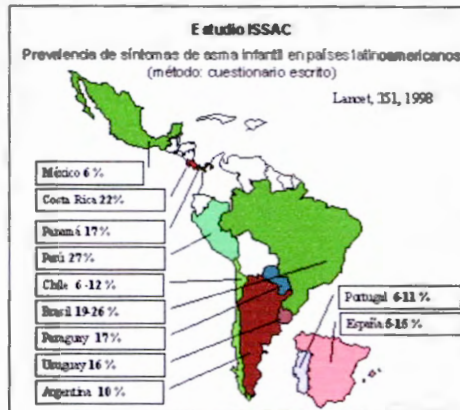 Estudio ISSAC
Prevalencia de síntomas de asma infantil en países latinoamericanos
(método: cuestionario escrito)
Lancet, 351, 1998
México 6 %
Costa Rica 22%
Panamá 17%
Perú 27%
Chile 6 -12%
Brasil 19-26 %
Paraguay 17%
Uruguay 16 %
Argentina 10 %
Portugal 6-11 %
España 6-16 %